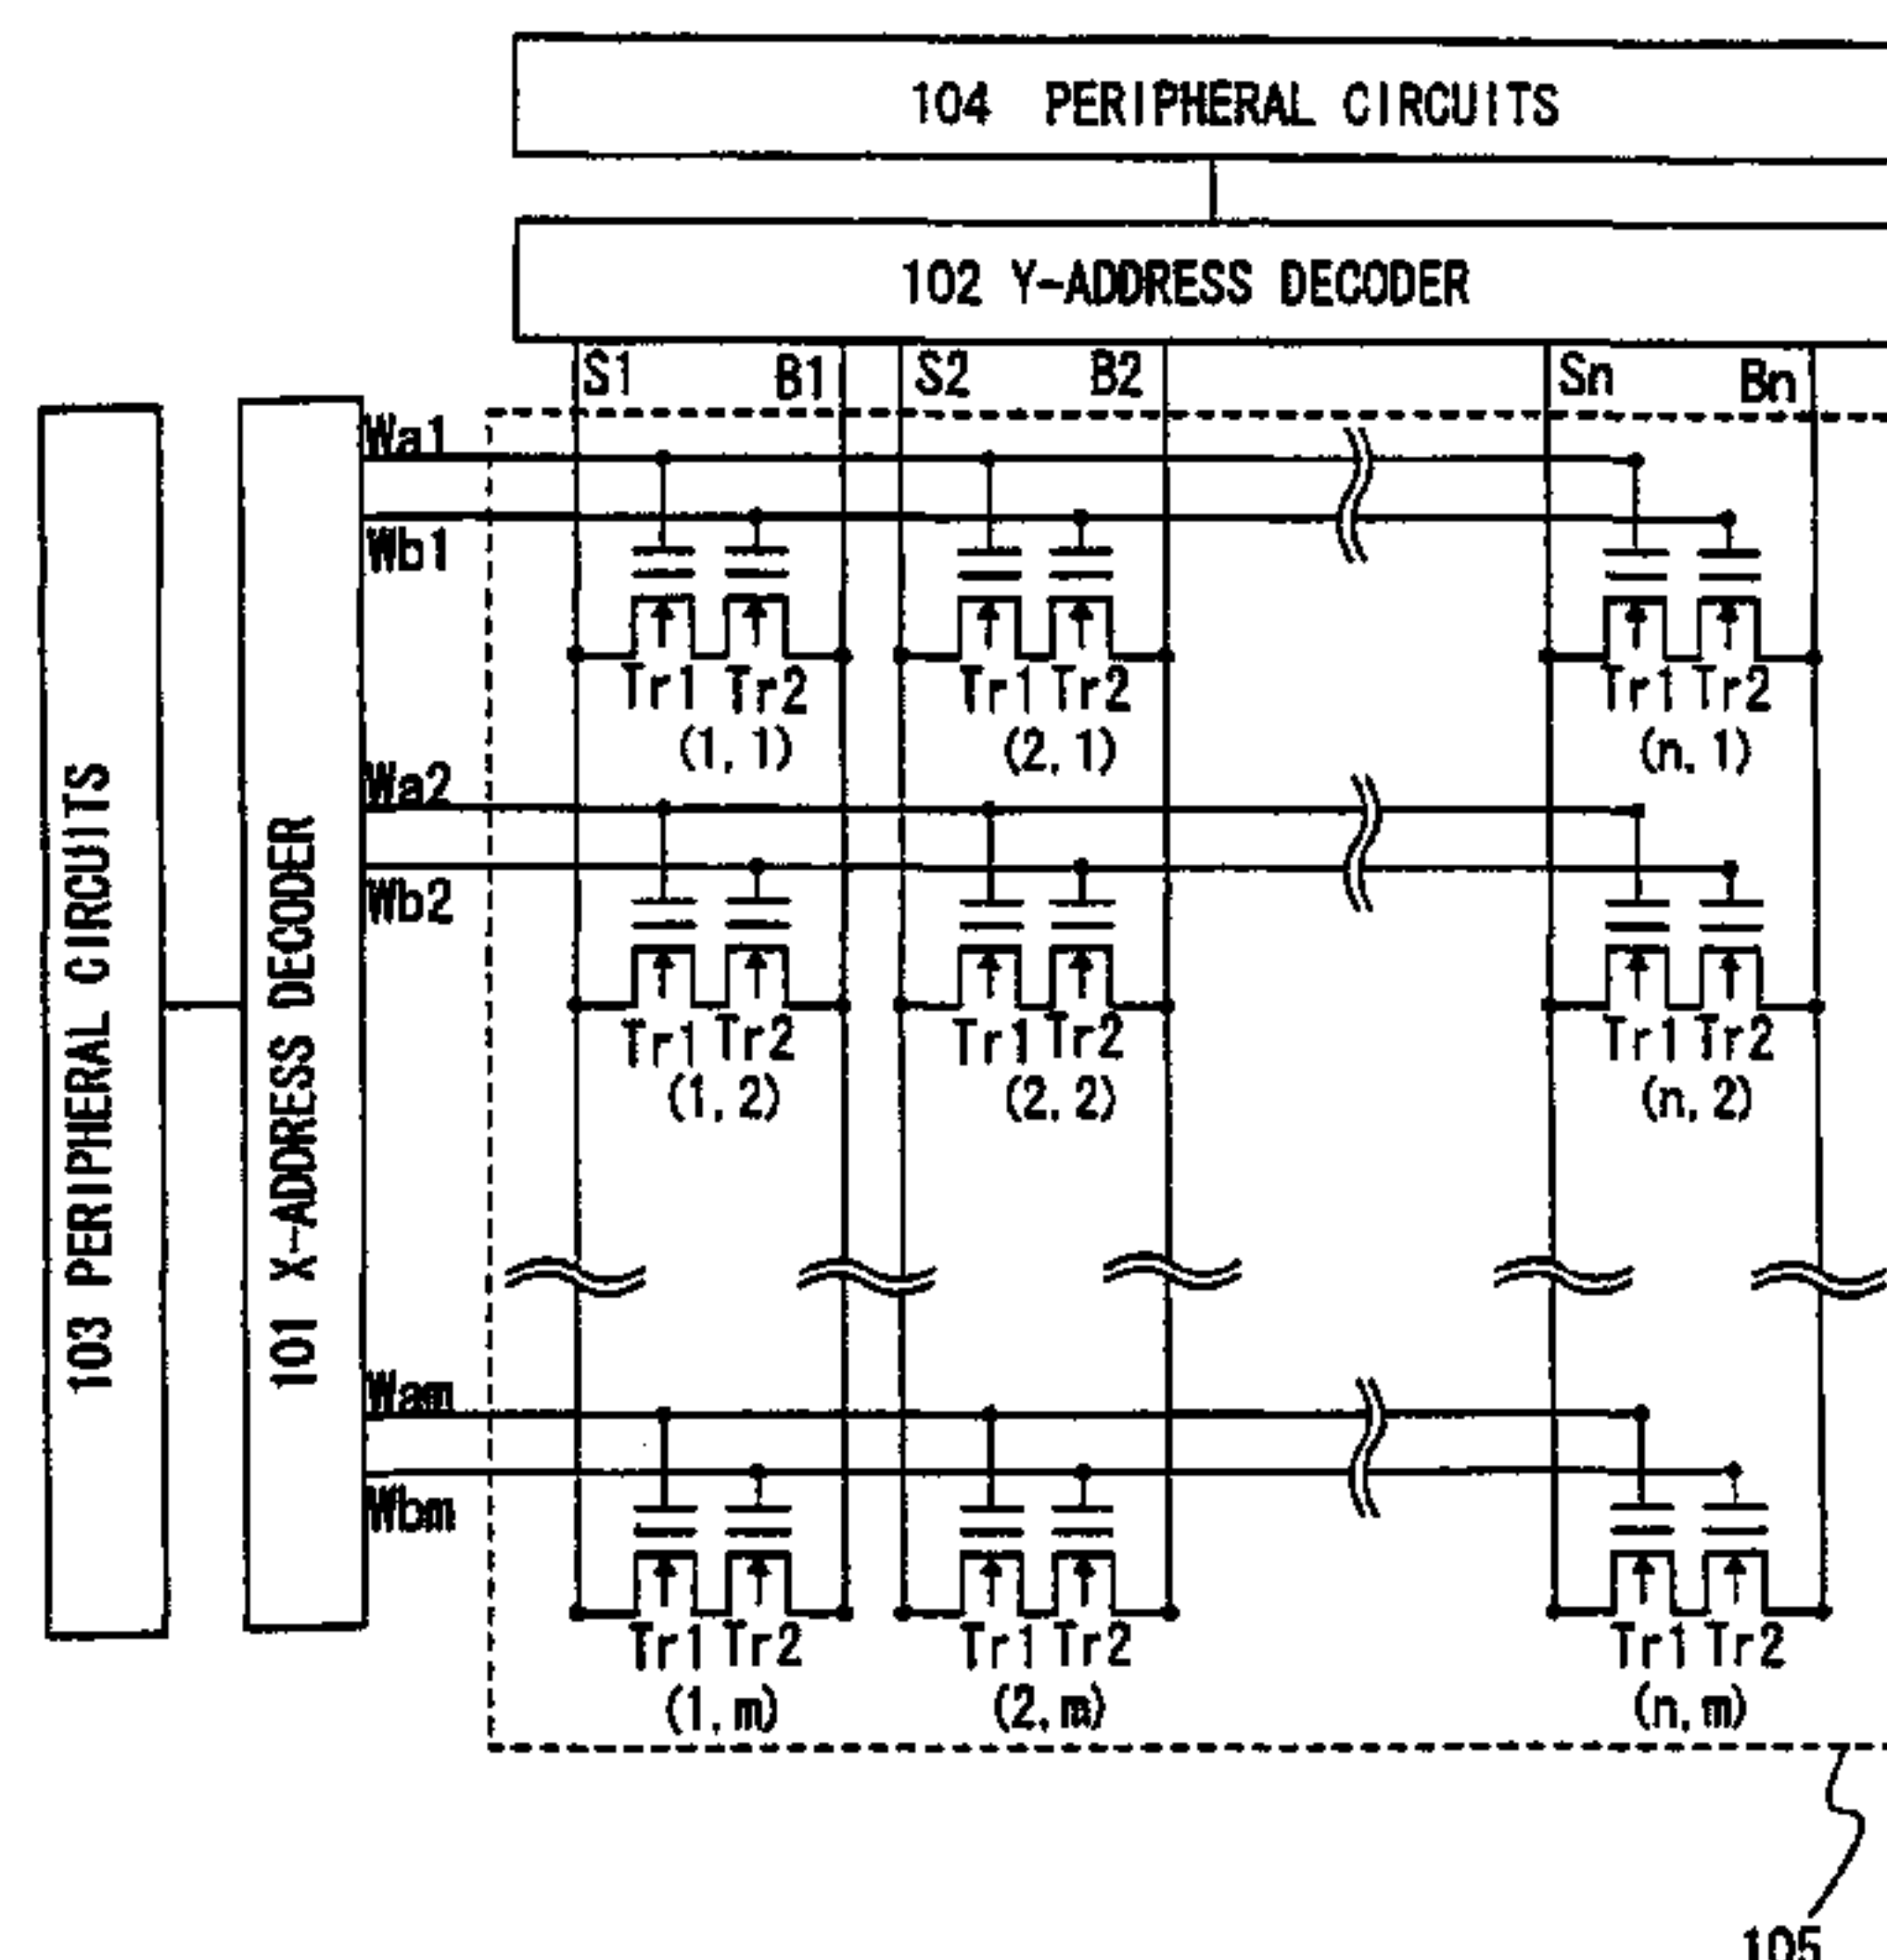 104 PERIPHERAL CIRCUITS
102 Y-ADDRESS DECODER
S1 B1 S2 B2 Sn Bn
103 PERIPHERAL CIRCUITS
101 X-ADDRESS DECODER
Wa1
Wb1
Tr1 Tr2 Tr1 Tr2 Tr1 Tr2
(1,1) (2,1) (n,1)
Wa2
Wb2
Tr1 Tr2 Tr1 Tr2 Tr1 Tr2
(1,2) (2,2) (n,2)
Wam
Wbm
Tr1 Tr2 Tr1 Tr2 Tr1 Tr2
(1,m) (2,m) (n,m)
105